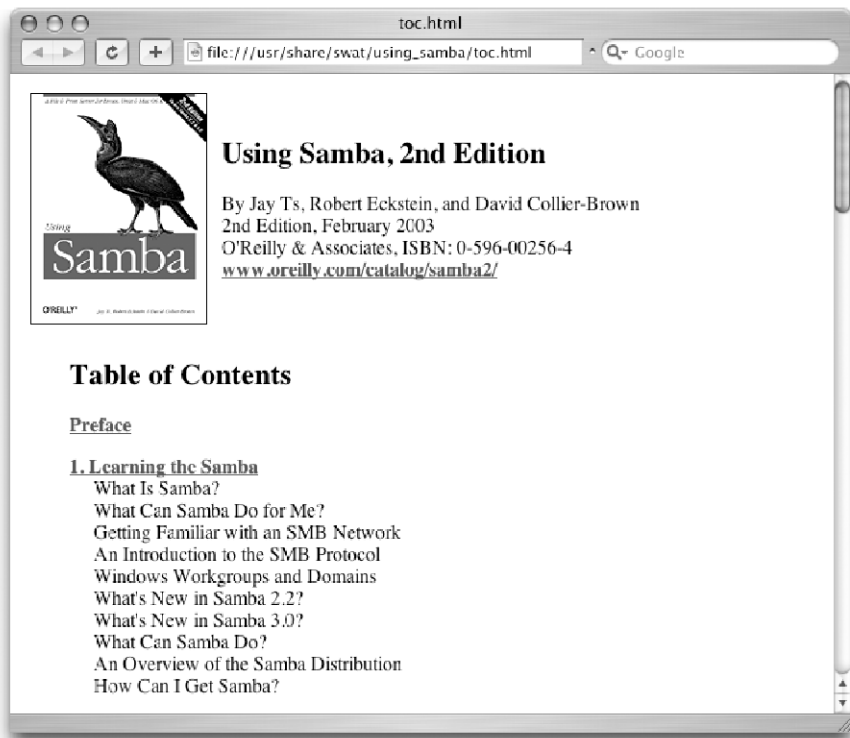 toc.html
file:///usr/share/swat/using_samba/toc.html
Google
Using
Samba
O'REILLY®
Using Samba, 2nd Edition
By Jay Ts, Robert Eckstein, and David Collier-Brown
2nd Edition, February 2003
O'Reilly & Associates, ISBN: 0-596-00256-4
www.oreilly.com/catalog/samba2/
Table of Contents
Preface
1. Learning the Samba
What Is Samba?
What Can Samba Do for Me?
Getting Familiar with an SMB Network
An Introduction to the SMB Protocol
Windows Workgroups and Domains
What's New in Samba 2.2?
What's New in Samba 3.0?
What Can Samba Do?
An Overview of the Samba Distribution
How Can I Get Samba?